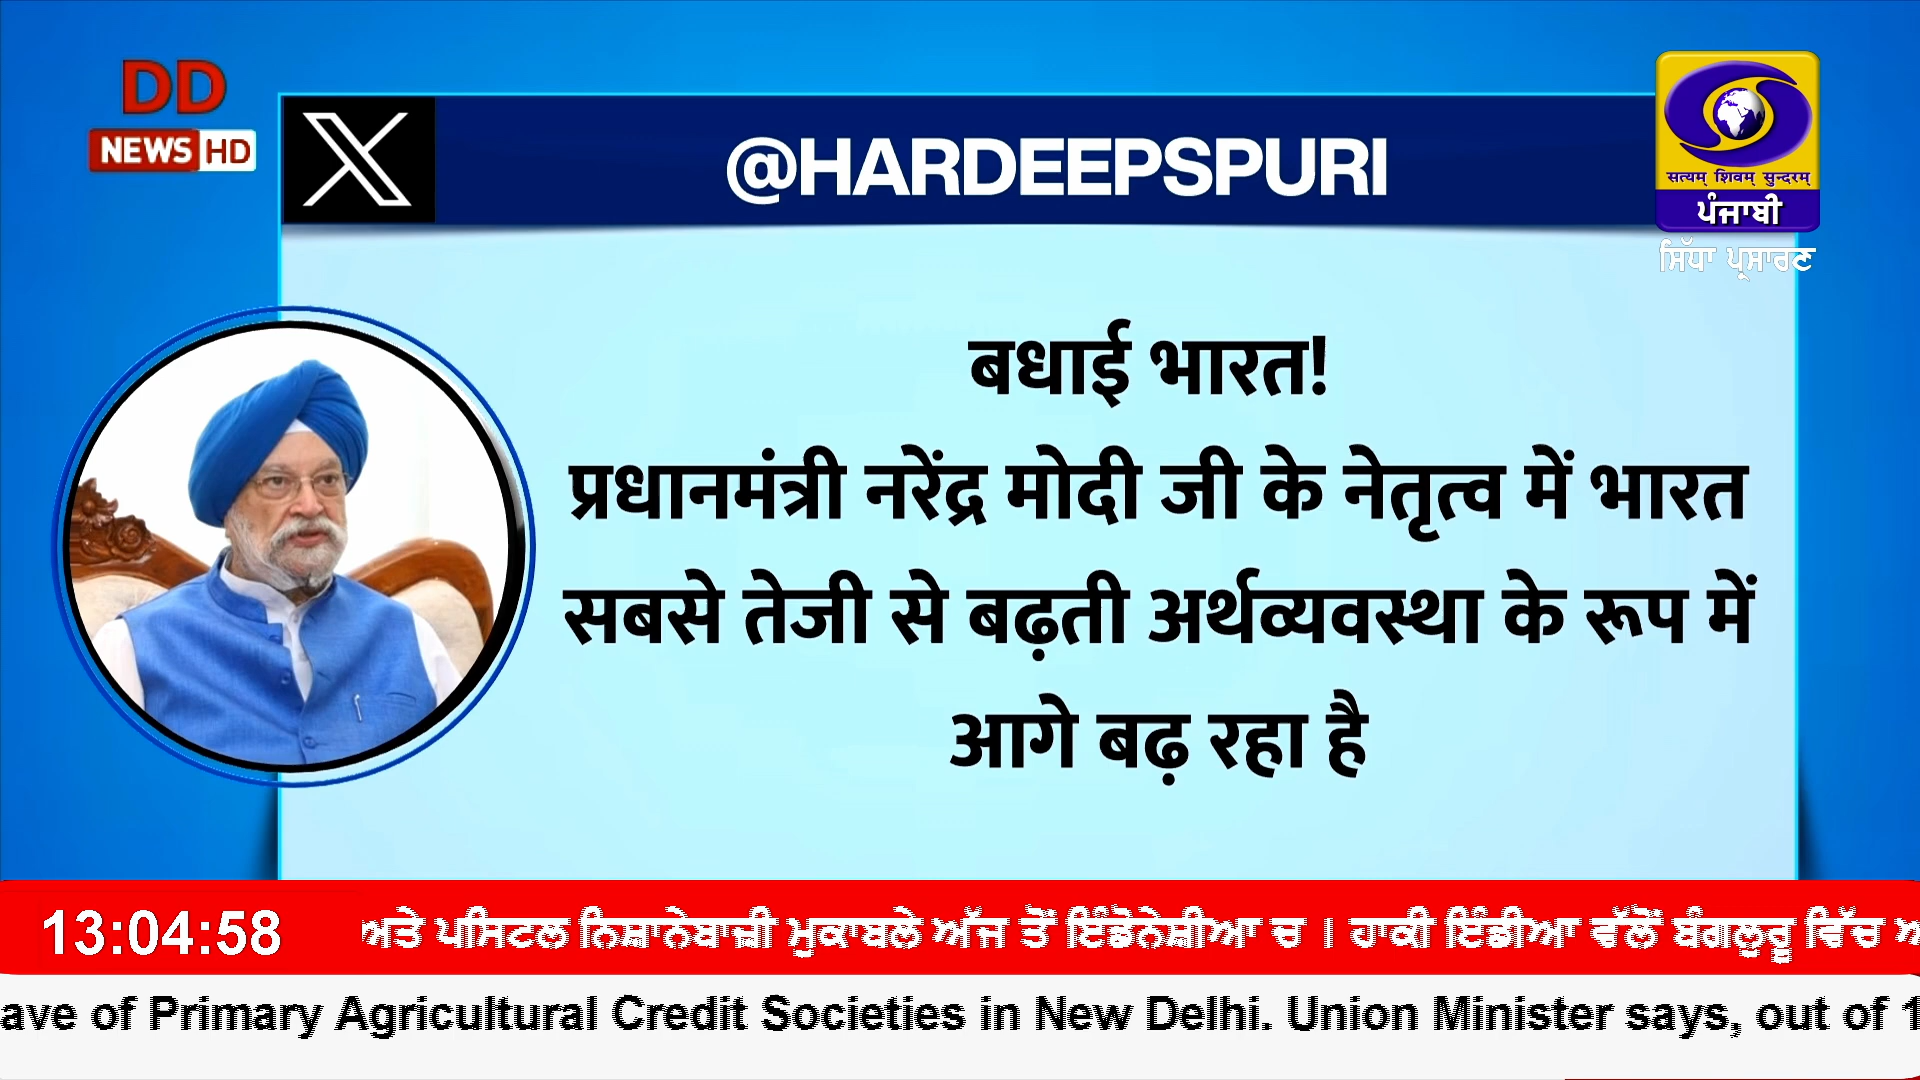 DD
NEWS HD
@HARDEEPSPURI
सत्यम् शिवम् सुन्दरम्
ਪੰਜਾਬੀ
ਸਿੱਧਾ ਪ੍ਰਸਾਰਣ
बधाई भारत!
प्रधानमंत्री नरेंद्र मोदी जी के नेतृत्व में भारत
सबसे तेजी से बढ़ती अर्थव्यवस्था के रूप में
आगे बढ़ रहा है
13:04:58 ਅਤੇ ਪਸਿਟਲ ਨਿਸ਼ਾਨੇਬਾਜ਼ੀ ਮੁਕਾਬਲੇ ਅੱਜ ਤੋਂ ਇੰਡੋਨੇਸ਼ੀਆ ਚ । ਹਾਕੀ ਇੰਡੀਆ ਵੱਲੋਂ ਬੰਗਲੁਰੂ ਵਿੱਚ
ave of Primary Agricultural Credit Societies in New Delhi. Union Minister says, out of 1